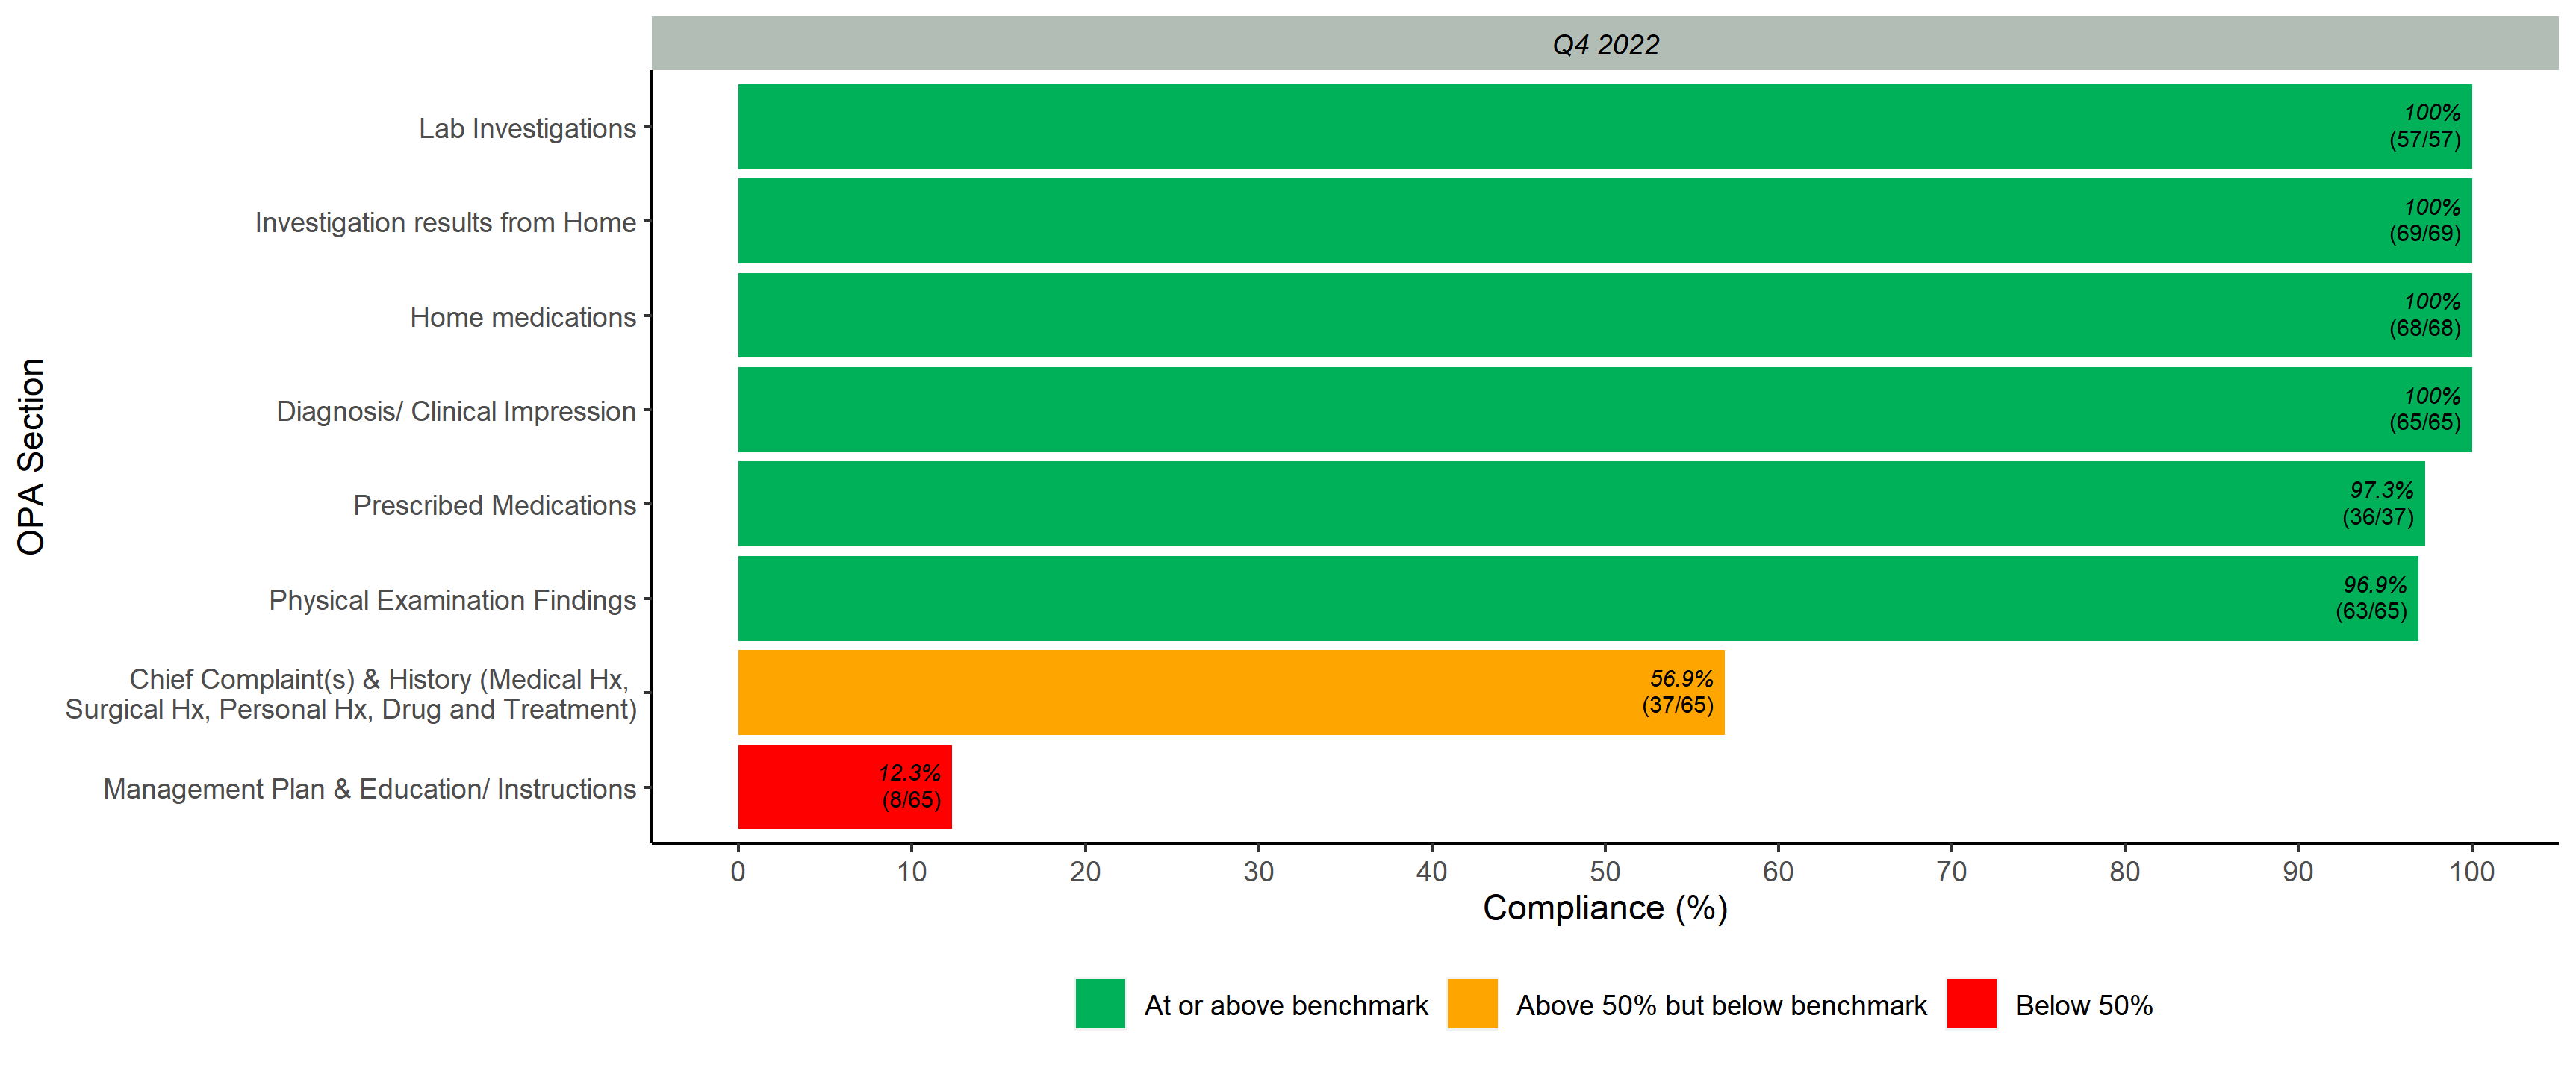 Q4 2022
OPA Section
Lab Investigations
100%
(57/57)
Investigation results from Home
100%
(69/69)
Home medications
100%
(68/68)
Diagnosis/ Clinical Impression
100%
(65/65)
Prescribed Medications
97.3%
(36/37)
Physical Examination Findings
96.9%
(63/65)
Chief Complaint(s) & History (Medical Hx,
Surgical Hx, Personal Hx, Drug and Treatment)
56.9%
(37/65)
Management Plan & Education/ Instructions
12.3%
(8/65)
0 10 20 30 40 50 60 70 80 90 100
Compliance (%)
At or above benchmark Above 50% but below benchmark Below 50%